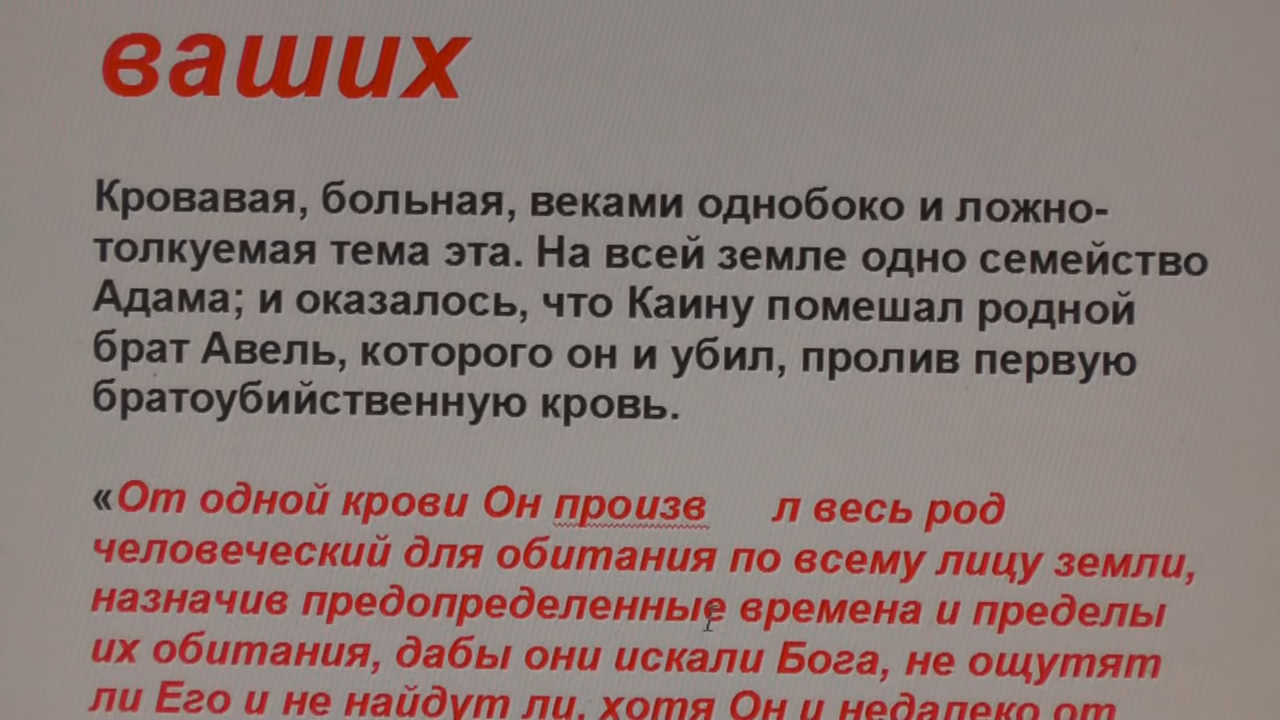 ваших
Кровавая, больная, веками однобоко и ложно-
толкуемая тема эта. На всей земле одно семейство
Адама; и оказалось, что Каину помешал родной
брат Авель, которого он и убил, пролив первую
братоубийственную кровь.
«От одной крови Он произв л весь род
человеческий для обитания по всему лицу земли,
назначив предопределенные времена и пределы
их обитания, дабы они искали Бога, не ощутят
ли Его и не найдут ли, хотя Он и недалеко от